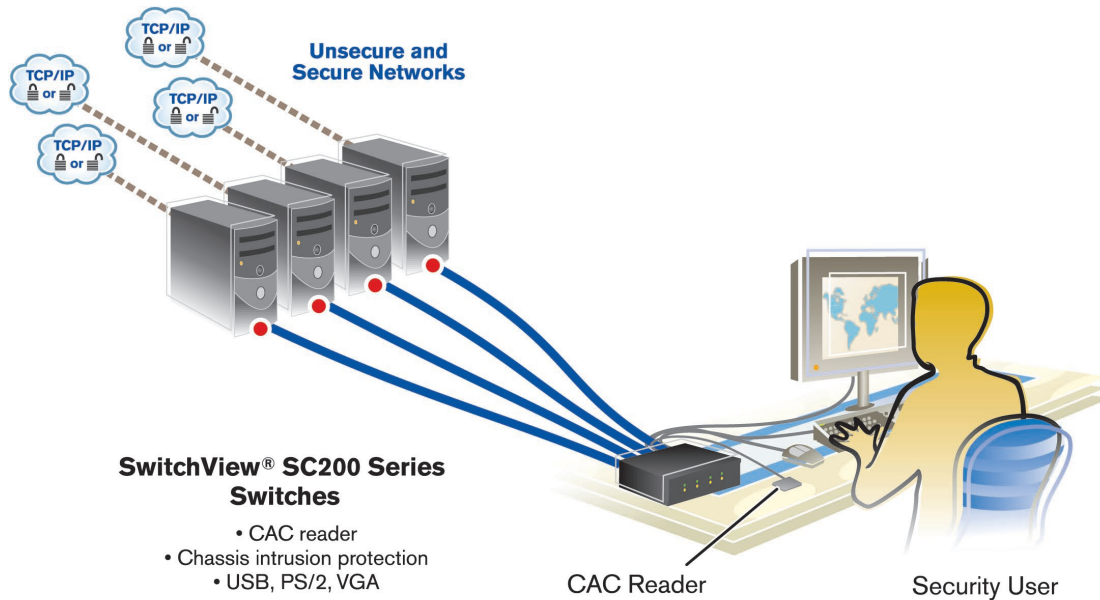 TCP/IP
or
TCP/IP
or
TCP/IP
or
TCP/IP
or
Unsecure and
Secure Networks
SwitchView® SC200 Series
Switches
• CAC reader
• Chassis intrusion protection
• USB, PS/2, VGA
CAC Reader
Security User